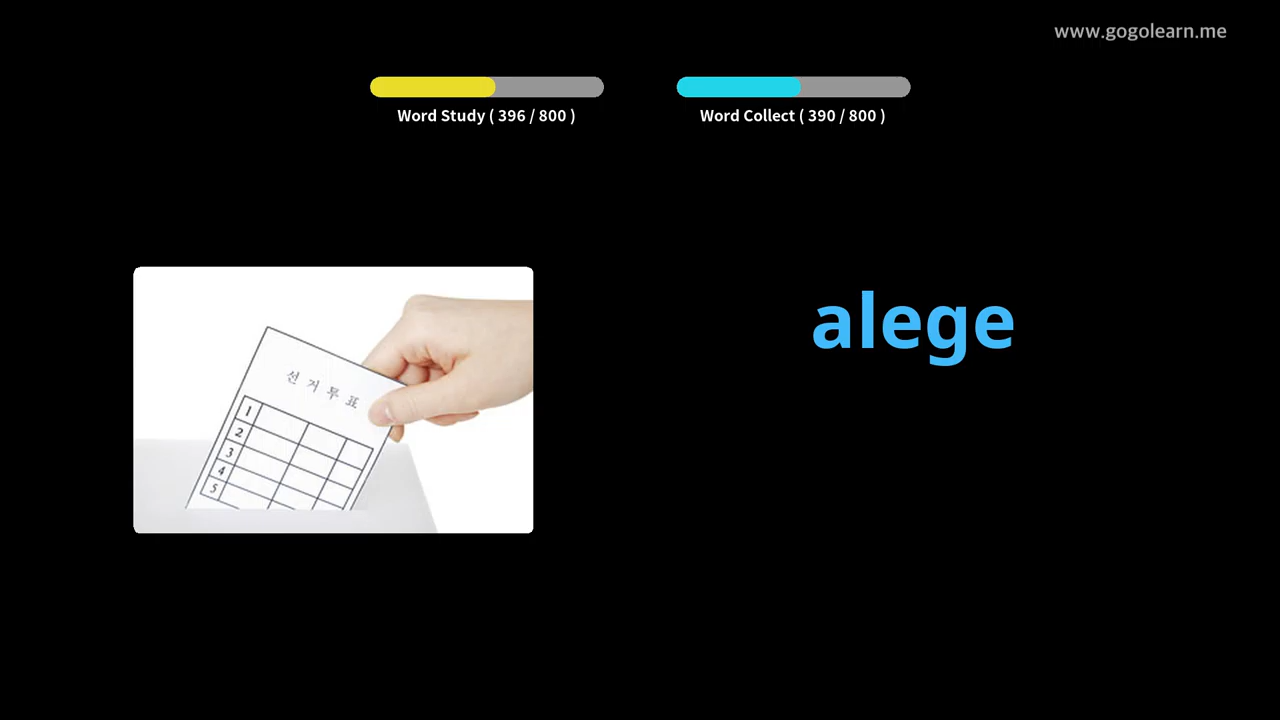 www.gogolearn.me
Word Study ( 396 / 800 )
Word Collect ( 390 / 800 )
alege
선 거 투 표
1
2
3
4
5